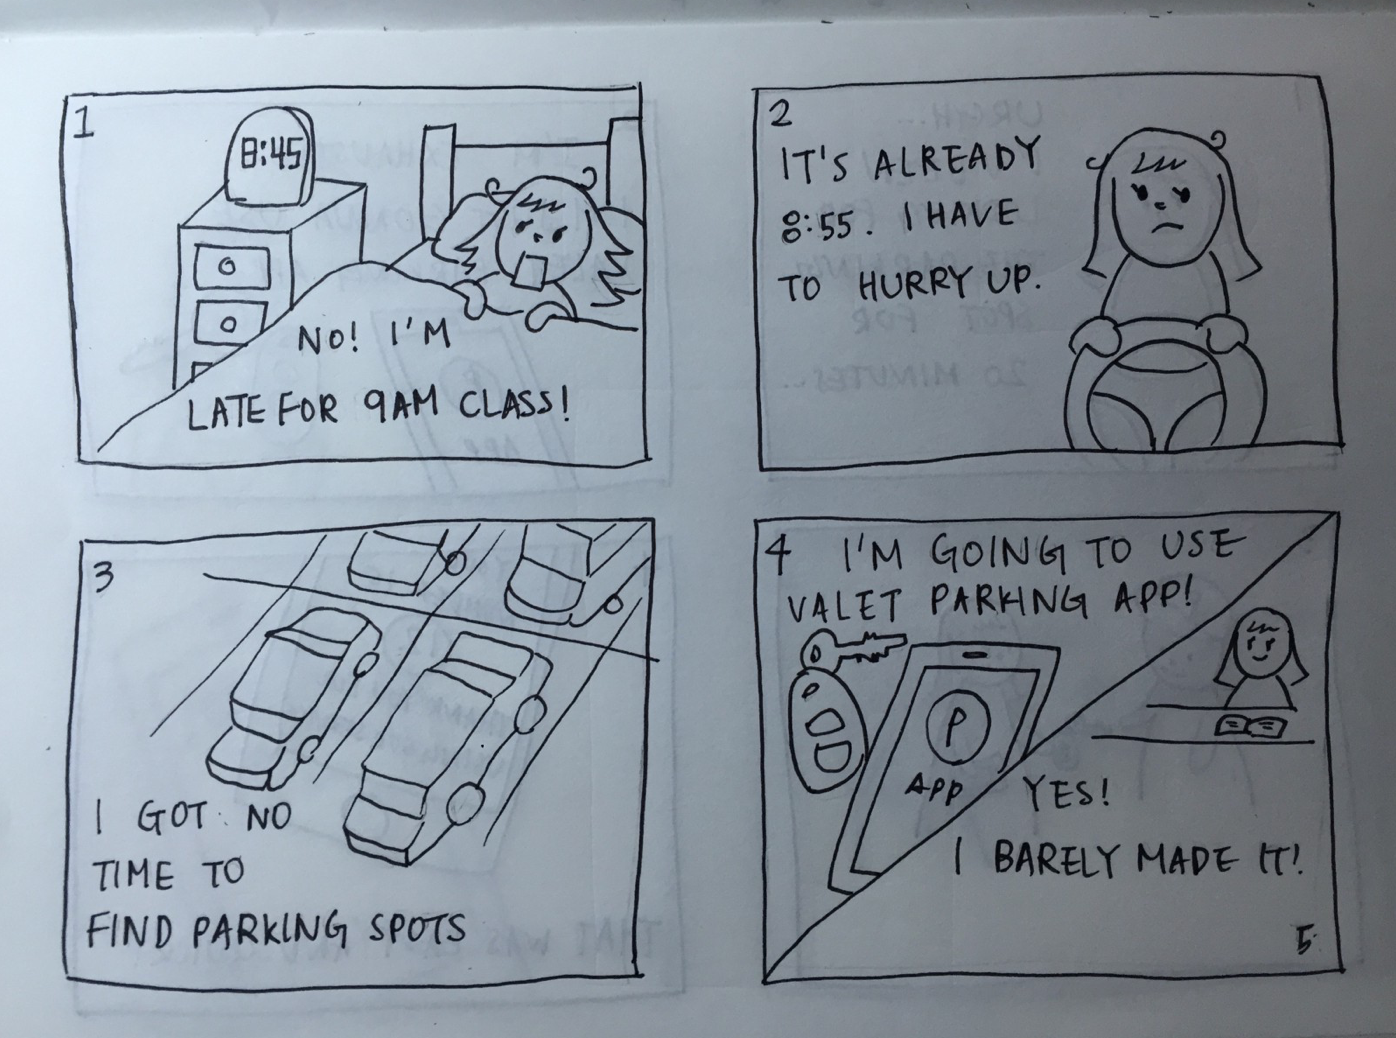 1
8:45
NO! I'M
LATE FOR 9AM CLASS!
2
IT'S ALREADY
8:55. I HAVE
TO HURRY UP.
3
I GOT NO
TIME TO
FIND PARKING SPOTS
4
I'M GOING TO USE
VALET PARKING APP!
P
APP
YES!
I BARELY MADE IT!
5